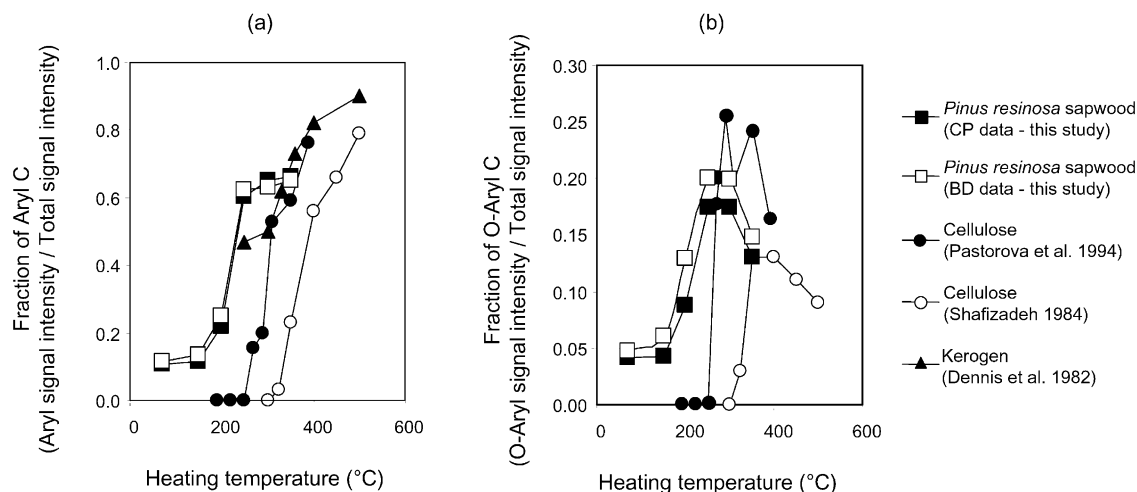 (a)
Fraction of Aryl C
(Aryl signal intensity / Total signal intensity)
1.0
0.8
0.6
0.4
0.2
0.0
0
200
400
600
Heating temperature (°C)
(b)
Fraction of O-Aryl C
(O-Aryl signal intensity / Total signal intensity)
0.30
0.25
0.20
0.15
0.10
0.05
0.00
0
200
400
600
Heating temperature (°C)
Pinus resinosa sapwood
(CP data - this study)
Pinus resinosa sapwood
(BD data - this study)
Cellulose
(Pastorova et al. 1994)
Cellulose
(Shafizadeh 1984)
Kerogen
(Dennis et al. 1982)